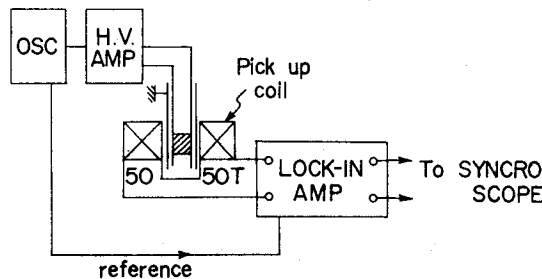 OSC
H.V.
AMP
Pick up
coil
50
50T
LOCK-IN
AMP
To SYNCRO
SCOPE
reference